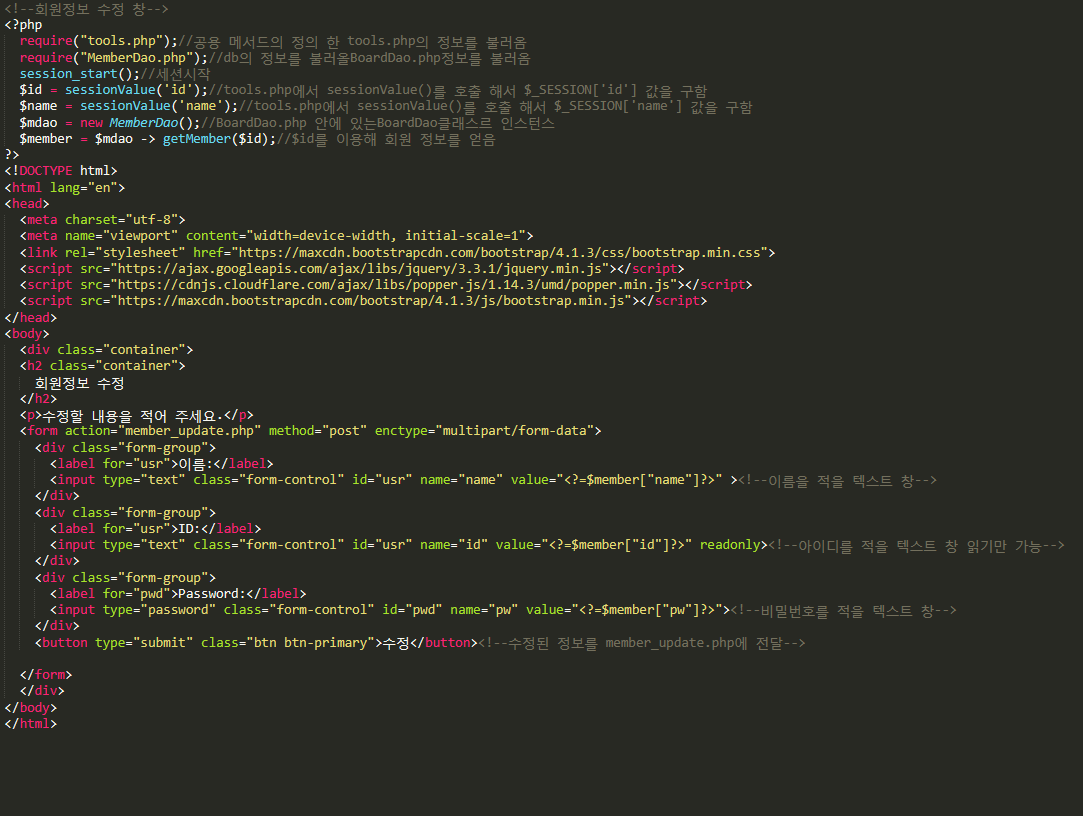 <!--회원정보 수정 창-->
<?php
require("tools.php");//공용 메서드의 정의 한 tools.php의 정보를 불러옴
require("MemberDao.php");//db의 정보를 불러올BoardDao.php정보를 불러옴
session_start();//세션시작
$id = sessionValue('id');//tools.php에서 sessionValue()를 호출 해서 $_SESSION['id'] 값을 구함
$name = sessionValue('name');//tools.php에서 sessionValue()를 호출 해서 $_SESSION['name'] 값을 구함
$mdao = new MemberDao();//BoardDao.php 안에 있는BoardDao클래스르 인스턴스
$member = $mdao -> getMember($id);//$id를 이용해 회원 정보를 얻음
?>
<!DOCTYPE html>
<html lang="en">
<head>
<meta charset="utf-8">
<meta name="viewport" content="width=device-width, initial-scale=1">
<link rel="stylesheet" href="https://maxcdn.bootstrapcdn.com/bootstrap/4.1.3/css/bootstrap.min.css">
<script src="https://ajax.googleapis.com/ajax/libs/jquery/3.3.1/jquery.min.js"></script>
<script src="https://cdnjs.cloudflare.com/ajax/libs/popper.js/1.14.3/umd/popper.min.js"></script>
<script src="https://maxcdn.bootstrapcdn.com/bootstrap/4.1.3/js/bootstrap.min.js"></script>
</head>
<body>
<div class="container">
<h2 class="container">
회원정보 수정
</h2>
<p>수정할 내용을 적어 주세요.</p>
<form action="member_update.php" method="post" enctype="multipart/form-data">
<div class="form-group">
<label for="usr">이름:</label>
<input type="text" class="form-control" id="usr" name="name" value="<?=$member["name"]?>" ><!--이름을 적을 텍스트 창-->
</div>
<div class="form-group">
<label for="usr">ID:</label>
<input type="text" class="form-control" id="usr" name="id" value="<?=$member["id"]?>" readonly><!--아이디를 적을 텍스트 창 읽기만 가능-->
</div>
<div class="form-group">
<label for="pwd">Password:</label>
<input type="password" class="form-control" id="pwd" name="pw" value="<?=$member["pw"]?>"><!--비밀번호를 적을 텍스트 창-->
</div>
<button type="submit" class="btn btn-primary">수정</button><!--수정된 정보를 member_update.php에 전달-->
</form>
</div>
</body>
</html>